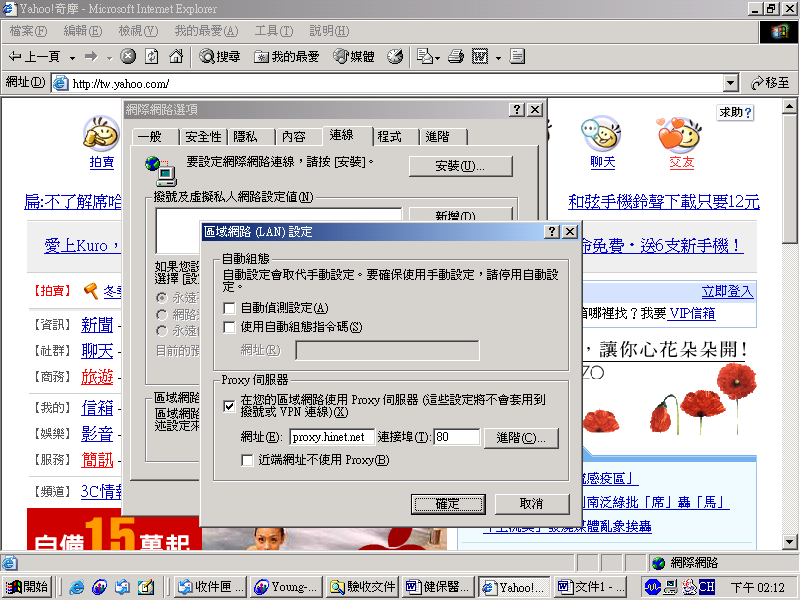 Yahoo!奇摩 - Microsoft Internet Explorer
檔案(F) 編輯(E) 檢視(V) 我的最愛(A) 工具(T) 說明(H)
上一頁 搜尋 我的最愛 媒體
網址(D) http://tw.yahoo.com/ 移至
網際網路選項
求助?
一般 安全性 隱私 內容 連線 程式 進階
拍賣
要設定網際網路連線，請按 [安裝]。
安裝(U)...
聊天 交友
撥號及虛擬私人網路設定值(N)
扁:不了解席哈
和弦手機鈴聲下載只要12元
新增(D)
區域網路 (LAN) 設定
愛上Kuro，
命免費‧送6支新手機！
自動組態
自動設定會取代手動設定。要確保使用手動設定，請停用自動設
定。
如果您設
選擇 [設
【拍賣】
立即登入
永遠不
自動偵測設定(A)
網路
【資訊】 新聞
永遠使
使用自動組態指令碼(S)
我要 VIP信箱
目前的預
網址(R)
【社群】 聊天
，讓你心花朵朵開!
【商務】 旅遊
Proxy 伺服器
在您的區域網路使用 Proxy 伺服器 (這些設定將不會套用到
撥號或 VPN 連線)(X)
區域網路
區域網路
述設定來
【我的】 信箱
網址(E): proxy.hinet.net 連接埠(T): 80 進階(C)...
【娛樂】 影音
近端網址不使用 Proxy(B)
【服務】 簡訊
感疫區」
【頻道】 3C情報
確定 取消
南泛綠批「席」轟「馬」
媒體亂象挨轟
自備15萬起
網際網路
開始 收件匣 ... Young-... 驗收文件 健保醫... Yahoo!... 文件1 - ... CH 下午 02:12